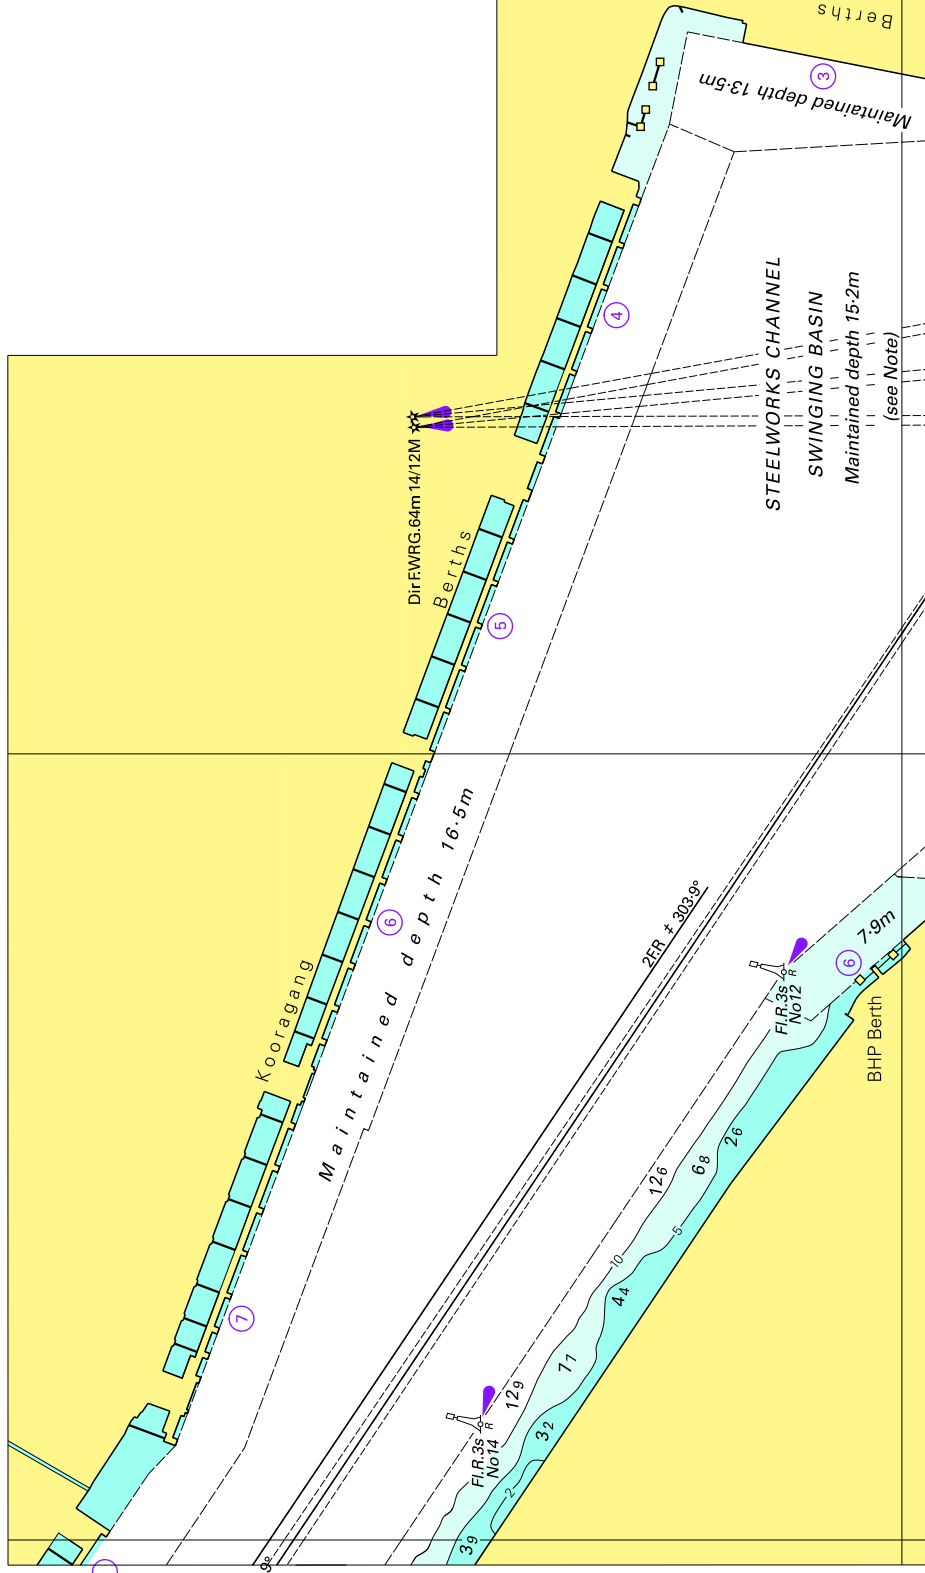 Berths
3
Maintained depth 13·5m
4
STEELWORKS CHANNEL
SWINGING BASIN
Maintained depth 15·2m
(see Note)
Dir F.WRG.64m 14/12M
Berths
5
Kooragang
6
Maintained depth 16·5m
2F.R ‡ 303·9°
7·9m
6
Fl.R.3s
No12
R
BHP Berth
7
12₆
6₈
2₆
5
10
4₄
7₁
12₉
3₂
Fl.R.3s
No14
R
2
3₉
9°